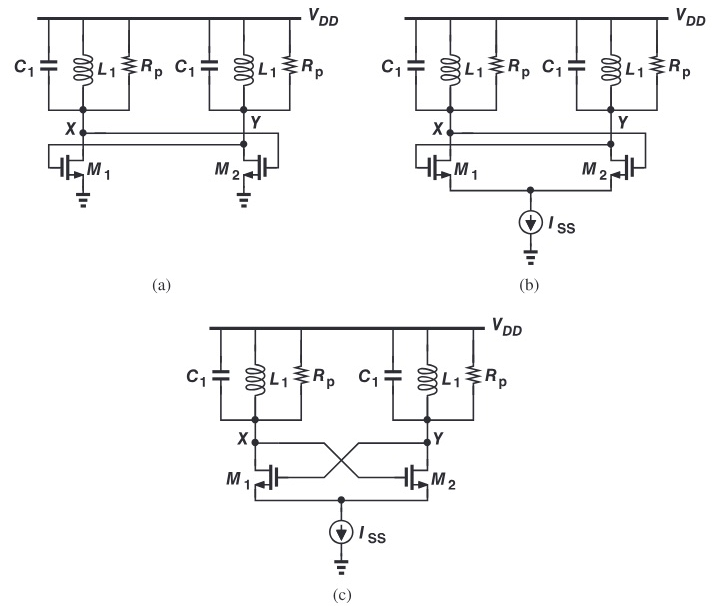 V_DD V_DD
C_1 L_1 R_p C_1 L_1 R_p C_1 L_1 R_p C_1 L_1 R_p
X Y X Y
M_1 M_2 M_1 M_2
I_SS
(a) (b)
V_DD
C_1 L_1 R_p C_1 L_1 R_p
X Y
M_1 M_2
I_SS
(c)